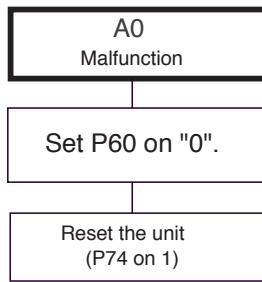 A0
Malfunction
Set P60 on "0".
Reset the unit
(P74 on 1)